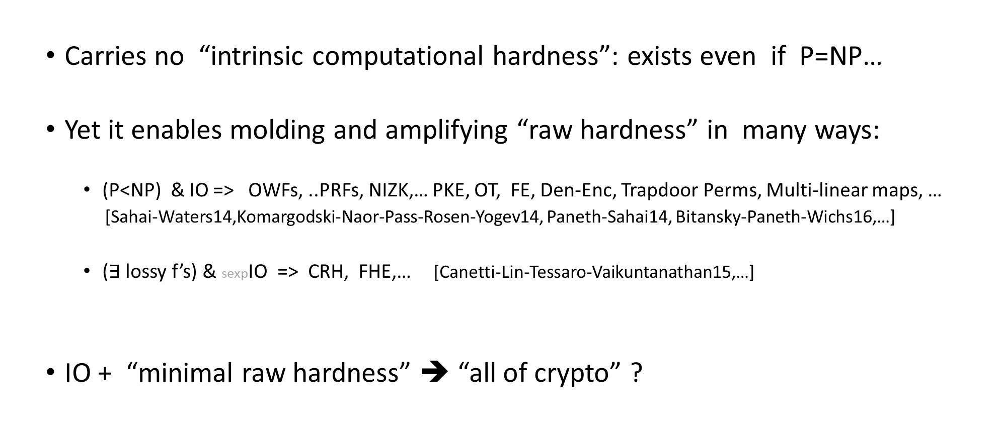 • Carries no “intrinsic computational hardness”: exists even if P=NP…
• Yet it enables molding and amplifying “raw hardness” in many ways:
• (P<NP) & IO => OWFs, ..PRFs, NIZK,… PKE, OT, FE, Den-Enc, Trapdoor Perms, Multi-linear maps, …
[Sahai-Waters14,Komargodski-Naor-Pass-Rosen-Yogev14, Paneth-Sahai14, Bitansky-Paneth-Wichs16,…]
• (∃ lossy f’s) & sexpIO => CRH, FHE,… [Canetti-Lin-Tessaro-Vaikuntanathan15,…]
• IO + “minimal raw hardness” ➔ “all of crypto” ?